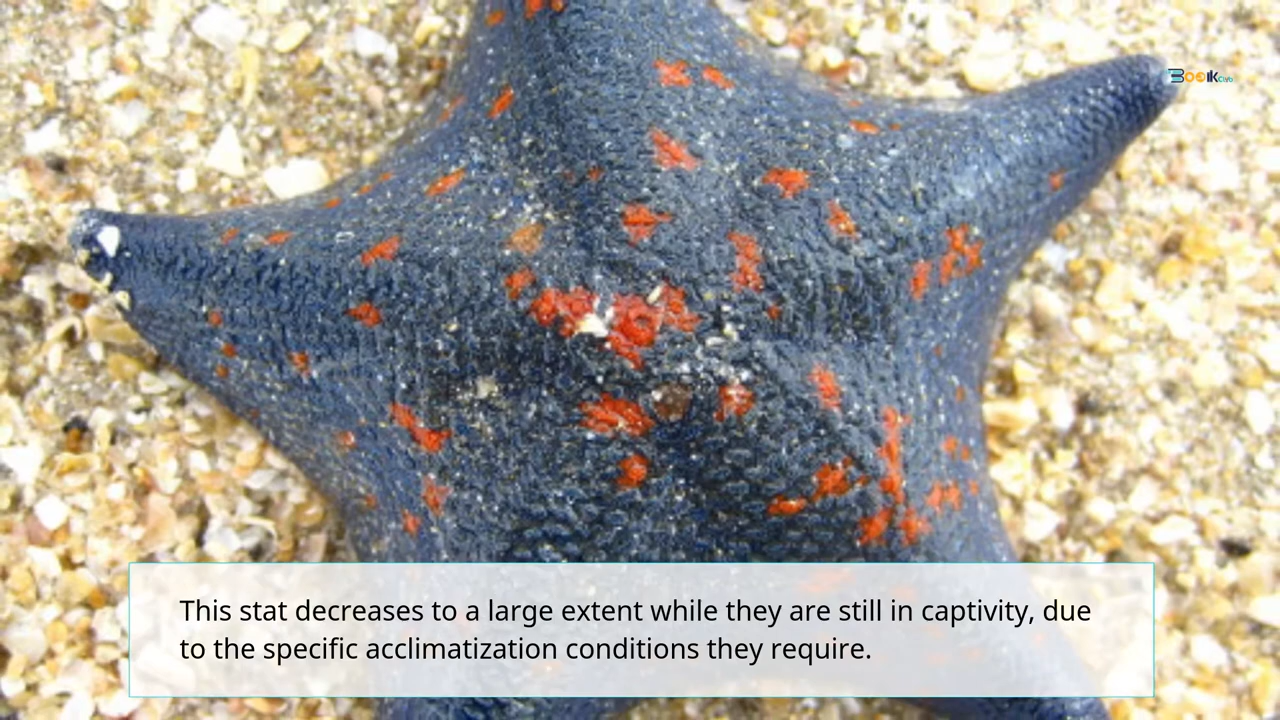 BOOIkClub
This stat decreases to a large extent while they are still in captivity, due
to the specific acclimatization conditions they require.